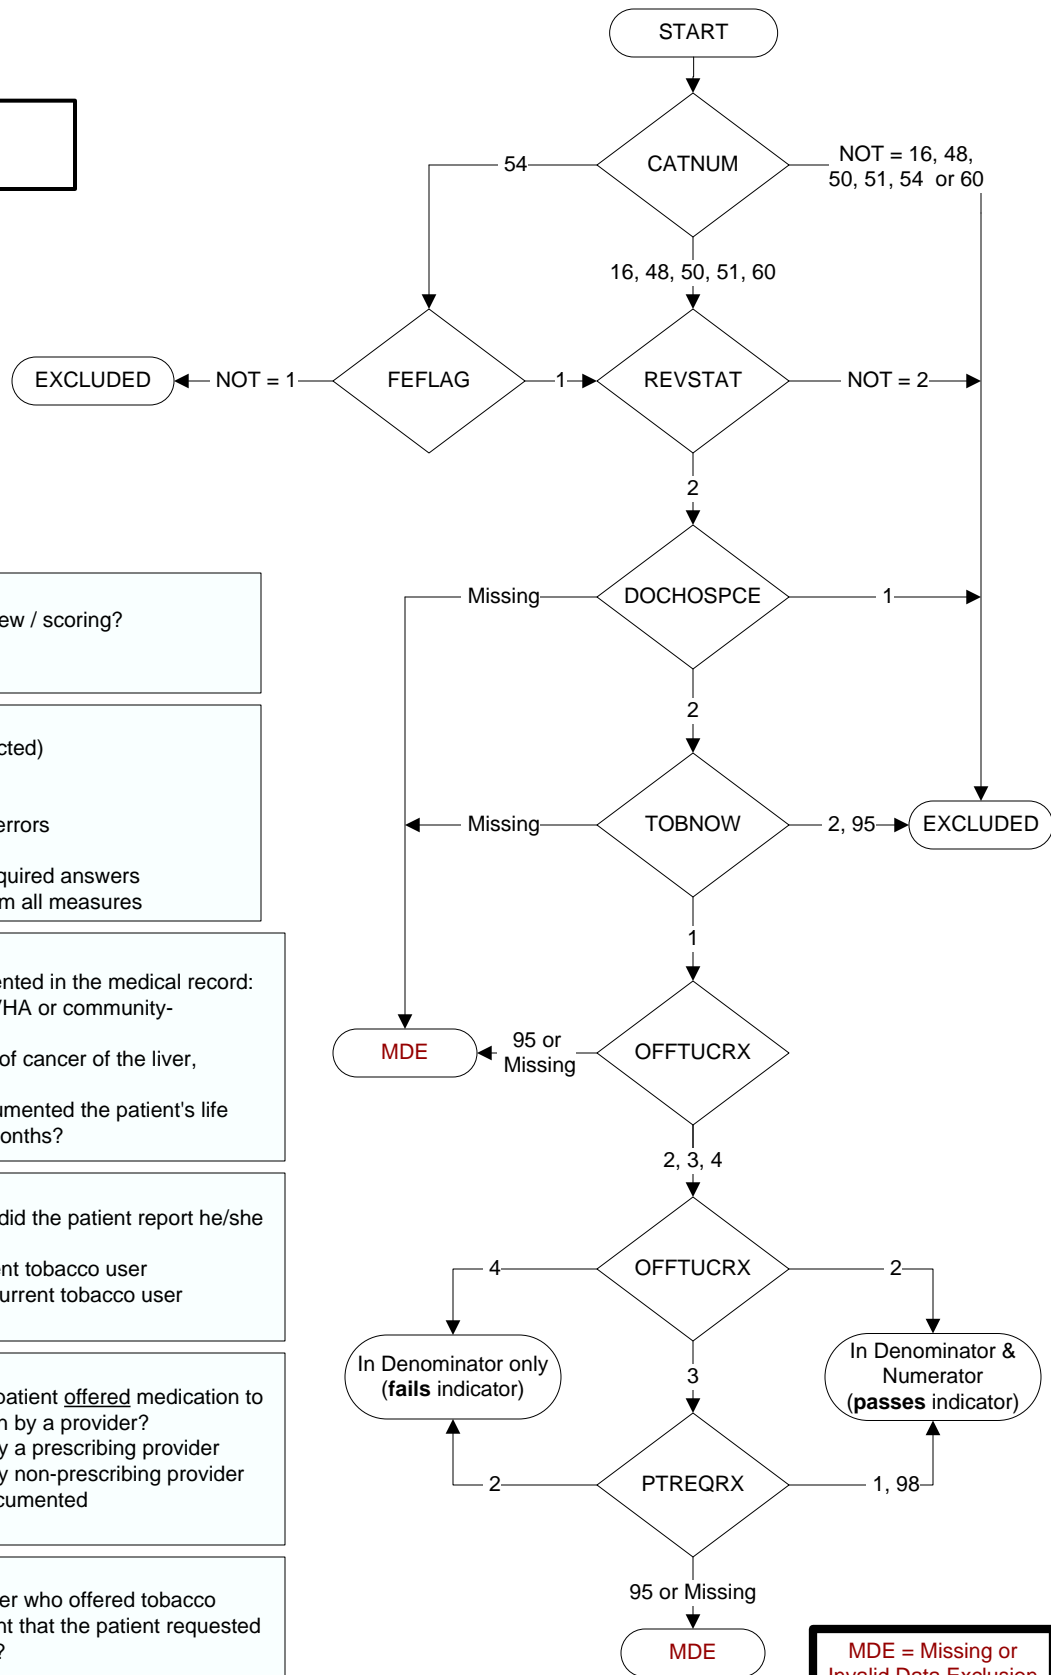 START
CATNUM
54
NOT = 16, 48,
50, 51, 54  or 60
16, 48, 50, 51, 60
EXCLUDED
NOT = 1
FEFLAG
1
REVSTAT
NOT = 2
2
ew / scoring?
Missing
DOCHOSPCE
1
2
cted)
errors
quired answers
m all measures
Missing
TOBNOW
2, 95
EXCLUDED
1
ented in the medical record:
VHA or community-
of cancer of the liver,
umented the patient's life
onths?
MDE
95 or
Missing
OFFTUCRX
2, 3, 4
did the patient report he/she
ent tobacco user
urrent tobacco user
4
OFFTUCRX
2
In Denominator only
(fails indicator)
3
In Denominator &
Numerator
(passes indicator)
patient offered medication to
n by a provider?
y a prescribing provider
y non-prescribing provider
cumented
2
PTREQRX
1, 98
95 or Missing
er who offered tobacco
nt that the patient requested
?
MDE
MDE = Missing or
Invalid Data Exclusion